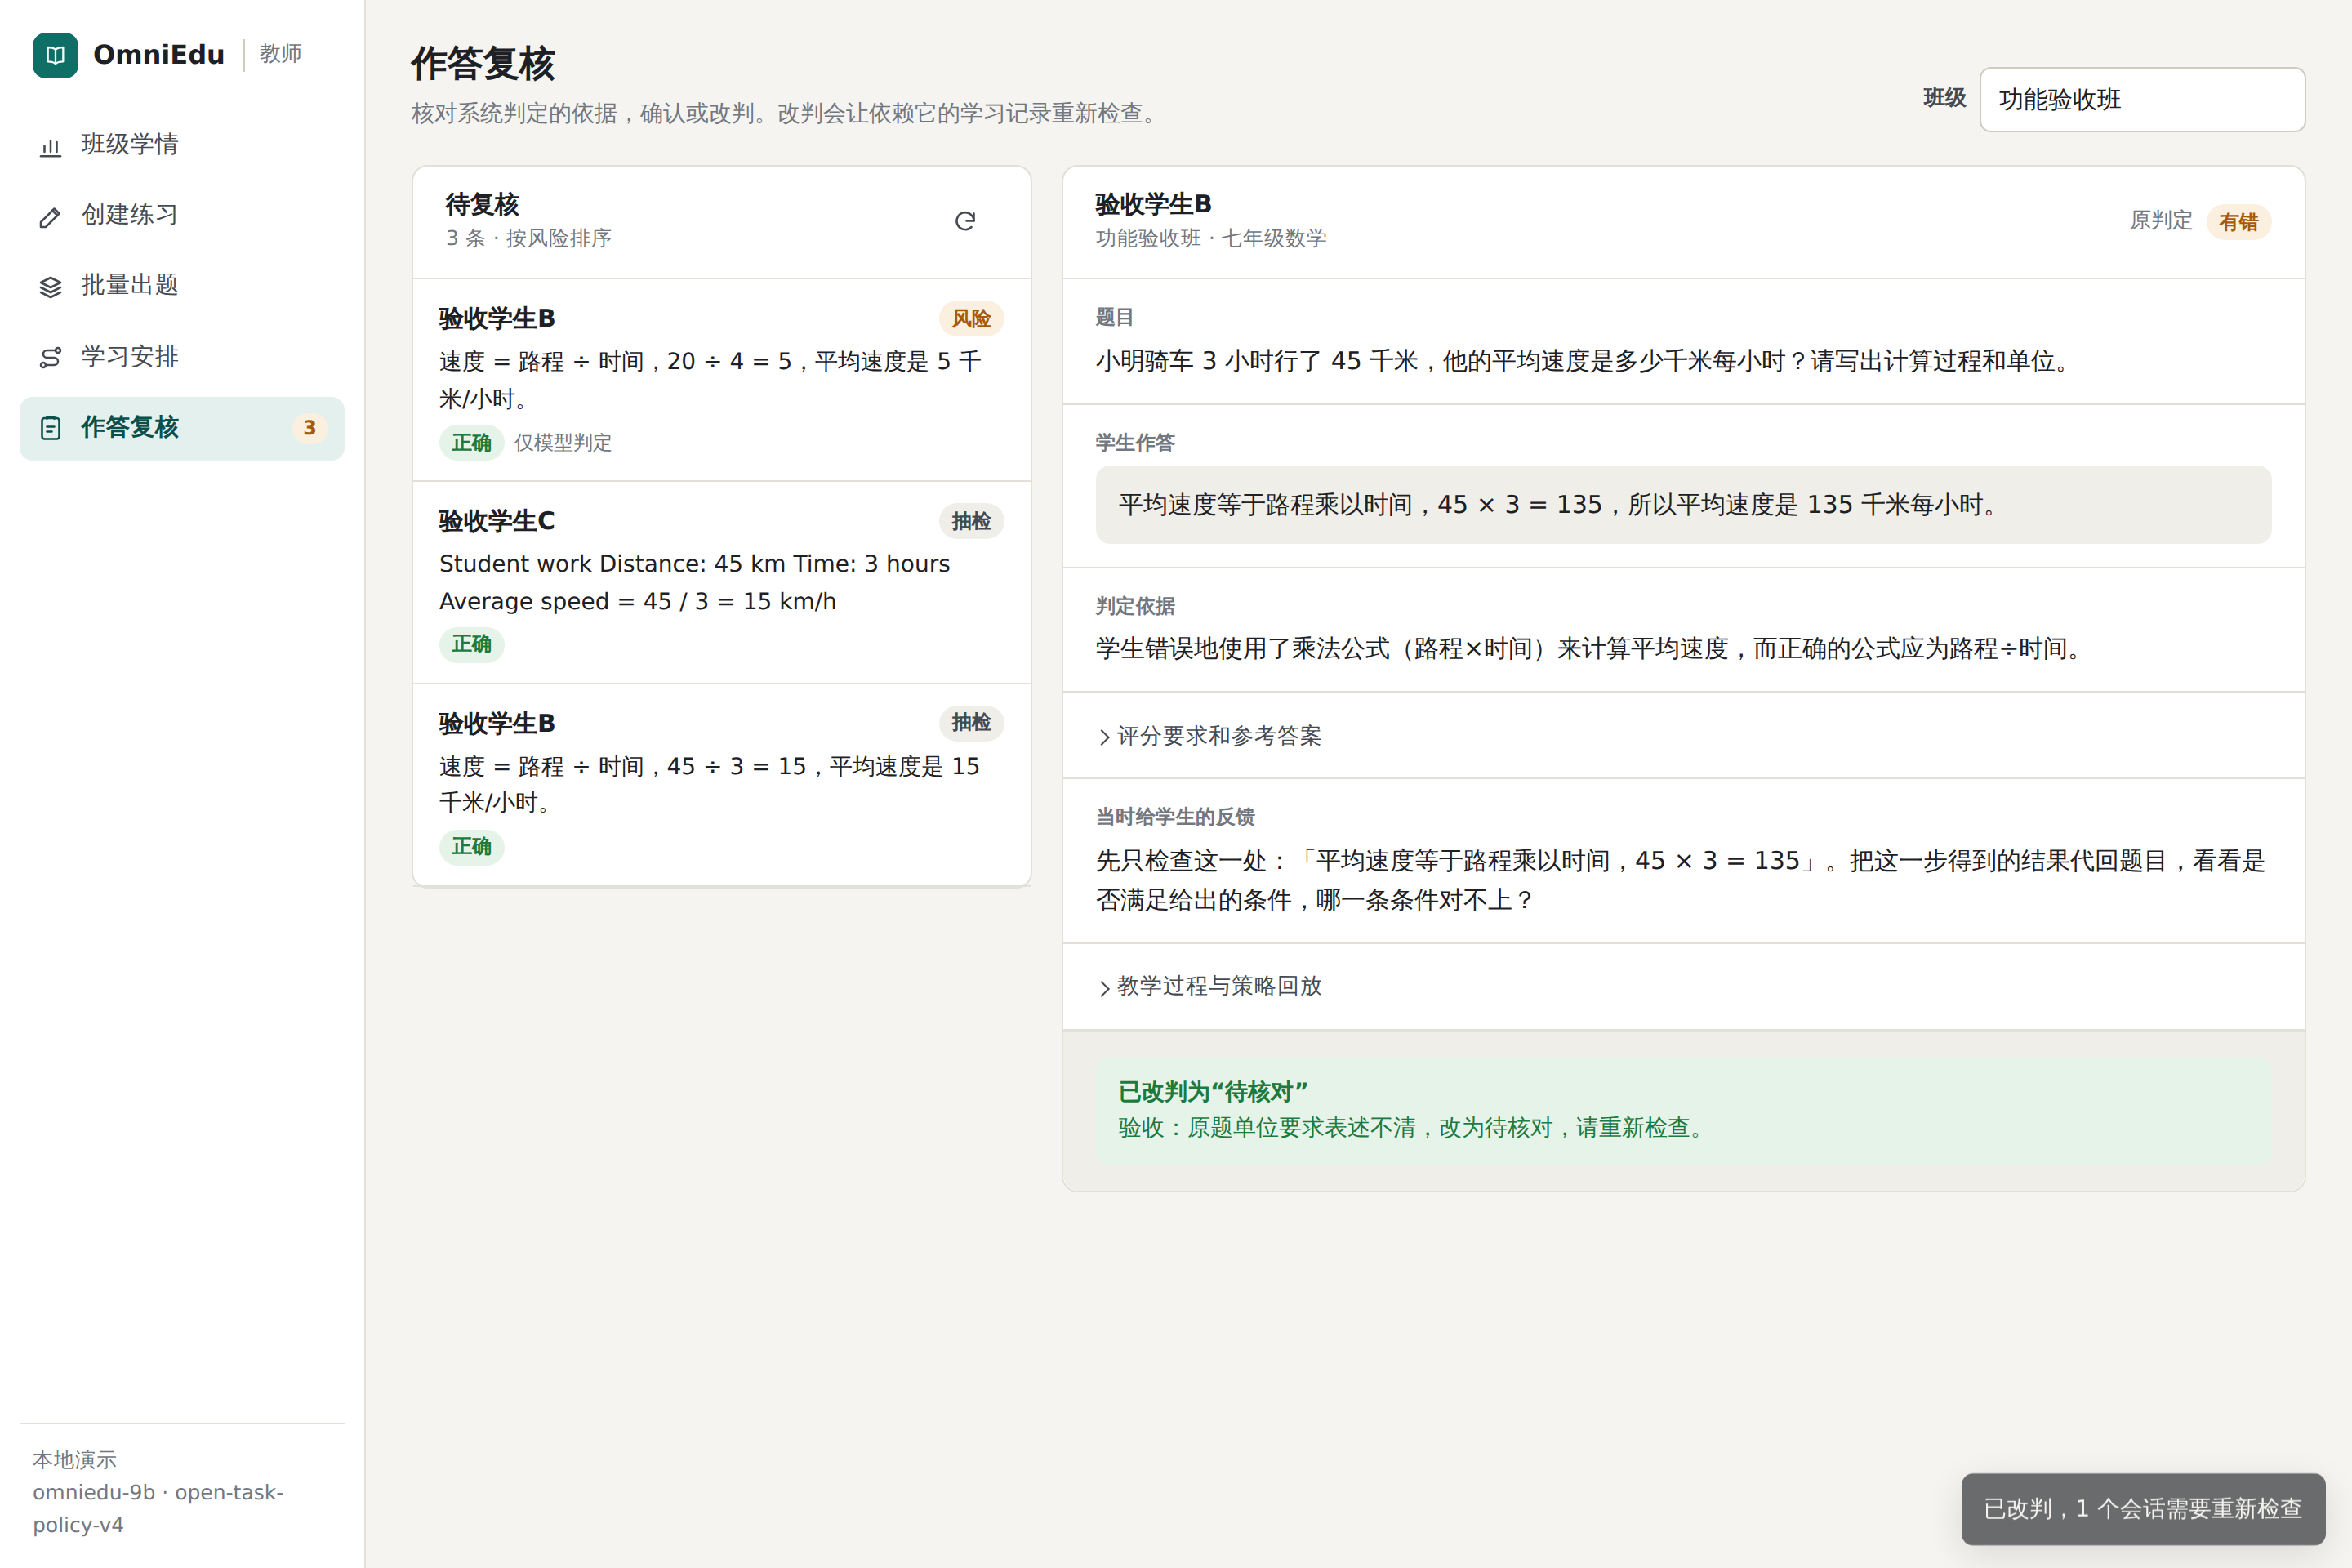 OmniEdu
教师
班级学情
创建练习
批量出题
学习安排
作答复核
3
本地演示
omniedu-9b · open-task-
policy-v4
作答复核
核对系统判定的依据，确认或改判。改判会让依赖它的学习记录重新检查。
班级
功能验收班
待复核
3 条 · 按风险排序
验收学生B
风险
速度 = 路程 ÷ 时间，20 ÷ 4 = 5，平均速度是 5 千
米/小时。
正确
仅模型判定
验收学生C
抽检
Student work Distance: 45 km Time: 3 hours
Average speed = 45 / 3 = 15 km/h
正确
验收学生B
抽检
速度 = 路程 ÷ 时间，45 ÷ 3 = 15，平均速度是 15
千米/小时。
正确
验收学生B
功能验收班 · 七年级数学
原判定
有错
题目
小明骑车 3 小时行了 45 千米，他的平均速度是多少千米每小时？请写出计算过程和单位。
学生作答
平均速度等于路程乘以时间，45 × 3 = 135，所以平均速度是 135 千米每小时。
判定依据
学生错误地使用了乘法公式（路程×时间）来计算平均速度，而正确的公式应为路程÷时间。
评分要求和参考答案
当时给学生的反馈
先只检查这一处：「平均速度等于路程乘以时间，45 × 3 = 135」。把这一步得到的结果代回题目，看看是
否满足给出的条件，哪一条条件对不上？
教学过程与策略回放
已改判为“待核对”
验收：原题单位要求表述不清，改为待核对，请重新检查。
已改判，1 个会话需要重新检查